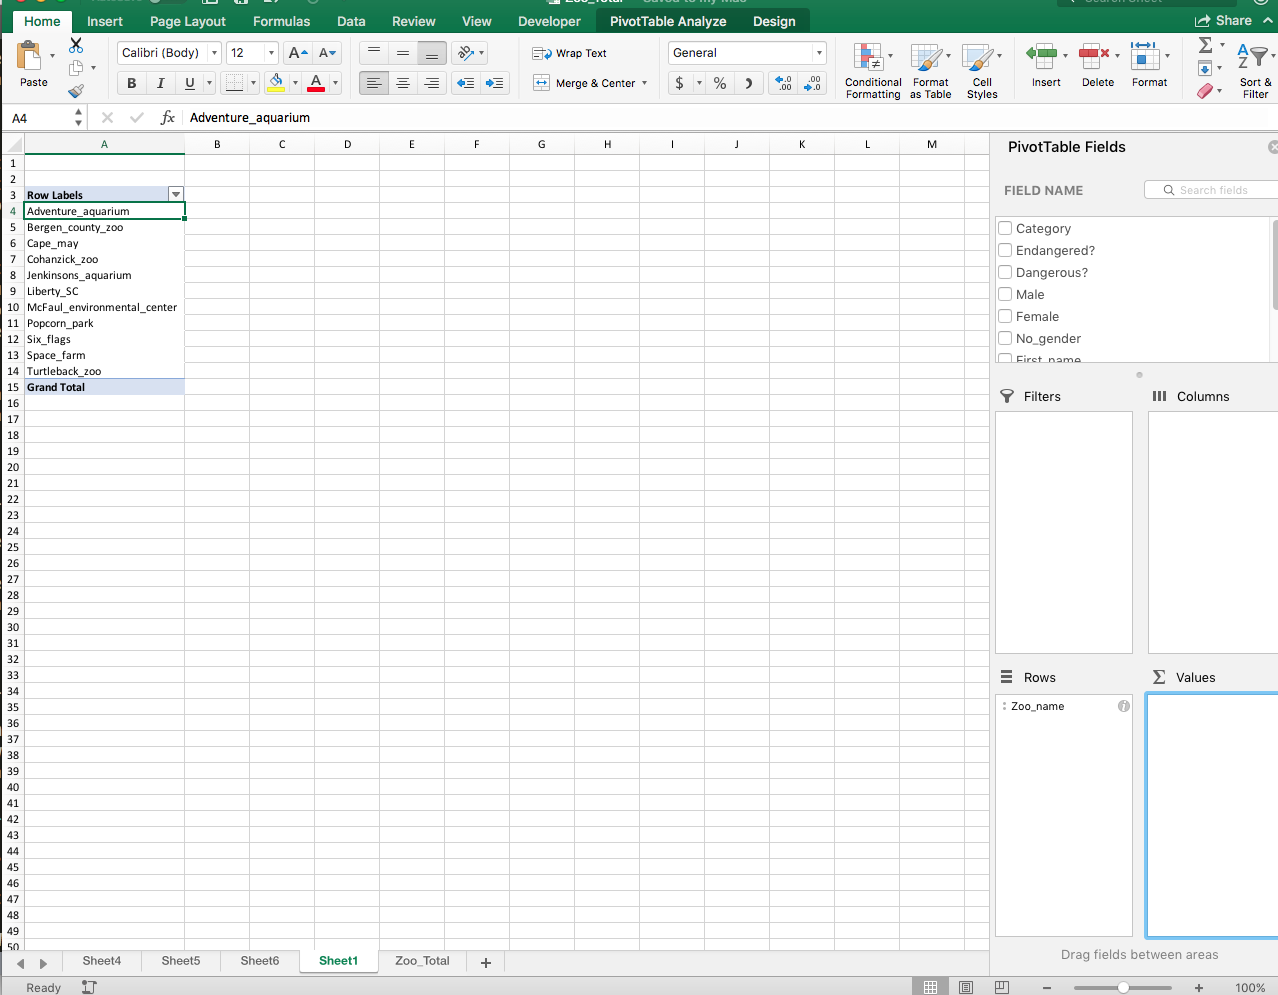 Home Insert Page Layout Formulas Data Review View Developer PivotTable Analyze Design Share
Paste Calibri (Body) 12 A A Wrap Text General Conditional Formatting Format as Table Cell Styles Insert Delete Format Sort & Filter
B I U A Merge & Center $ %
A4 fx Adventure_aquarium
A B C D E F G H I J K L M
1
2
3 Row Labels
4 Adventure_aquarium
5 Bergen_county_zoo
6 Cape_may
7 Cohanzick_zoo
8 Jenkinsons_aquarium
9 Liberty_SC
10 McFaul_environmental_center
11 Popcorn_park
12 Six_flags
13 Space_farm
14 Turtleback_zoo
15 Grand Total
16
17
18
19
20
21
22
23
24
25
26
27
28
29
30
31
32
33
34
35
36
37
38
39
40
41
42
43
44
45
46
47
48
49
50
PivotTable Fields
FIELD NAME Search fields
Category
Endangered?
Dangerous?
Male
Female
No_gender
First_name
Filters Columns
Rows Values
Zoo_name
Drag fields between areas
Sheet4 Sheet5 Sheet6 Sheet1 Zoo_Total +
Ready 100%